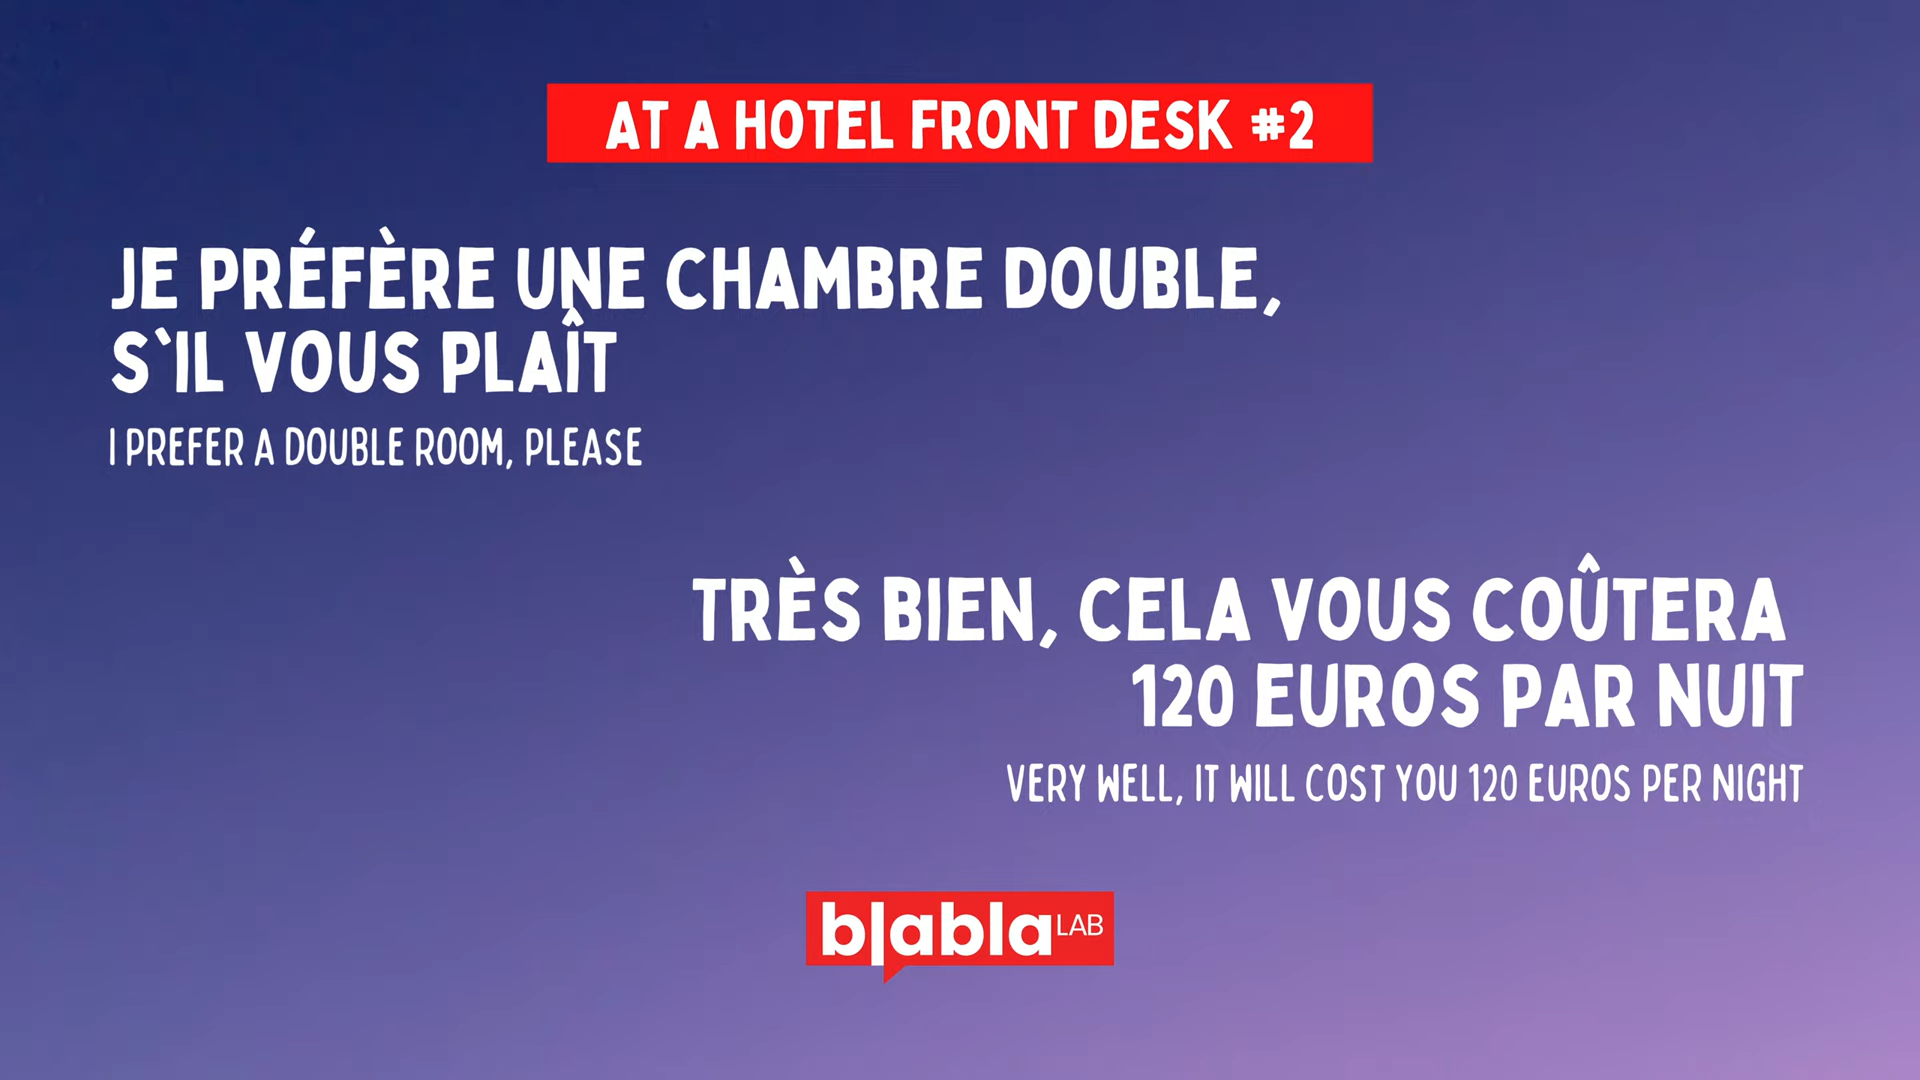 AT A HOTEL FRONT DESK #2
JE PRÉFÈRE UNE CHAMBRE DOUBLE,
S`IL VOUS PLAÎT
I PREFER A DOUBLE ROOM, PLEASE
TRÈS BIEN, CELA VOUS COÛTERA
120 EUROS PAR NUIT
VERY WELL, IT WILL COST YOU 120 EUROS PER NIGHT
blabla LAB